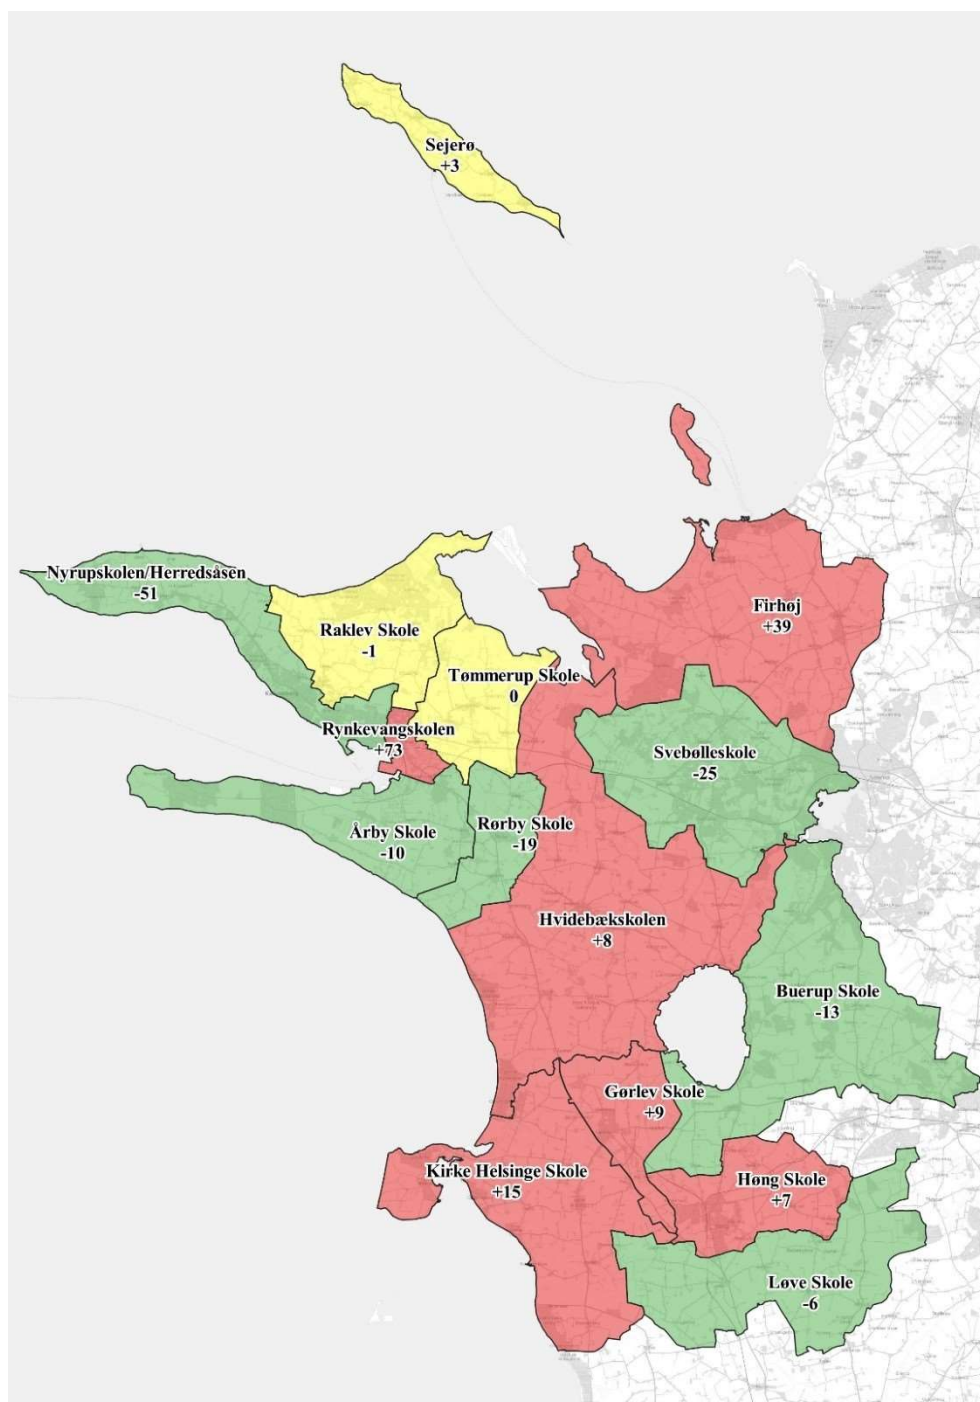 Sejerø
+3
Nyrupskolen/Herredsåsen
-51
Firhøj
+39
Raklev Skole
-1
Tømmerup Skole
0
Rynkevangskolen
+73
Svebølleskole
-25
Årby Skole
-10
Rørby Skole
-19
Hvidebækskolen
+8
Buerup Skole
-13
Gørlev Skole
+9
Kirke Helsinge Skole
+15
Høng Skole
+7
Løve Skole
-6